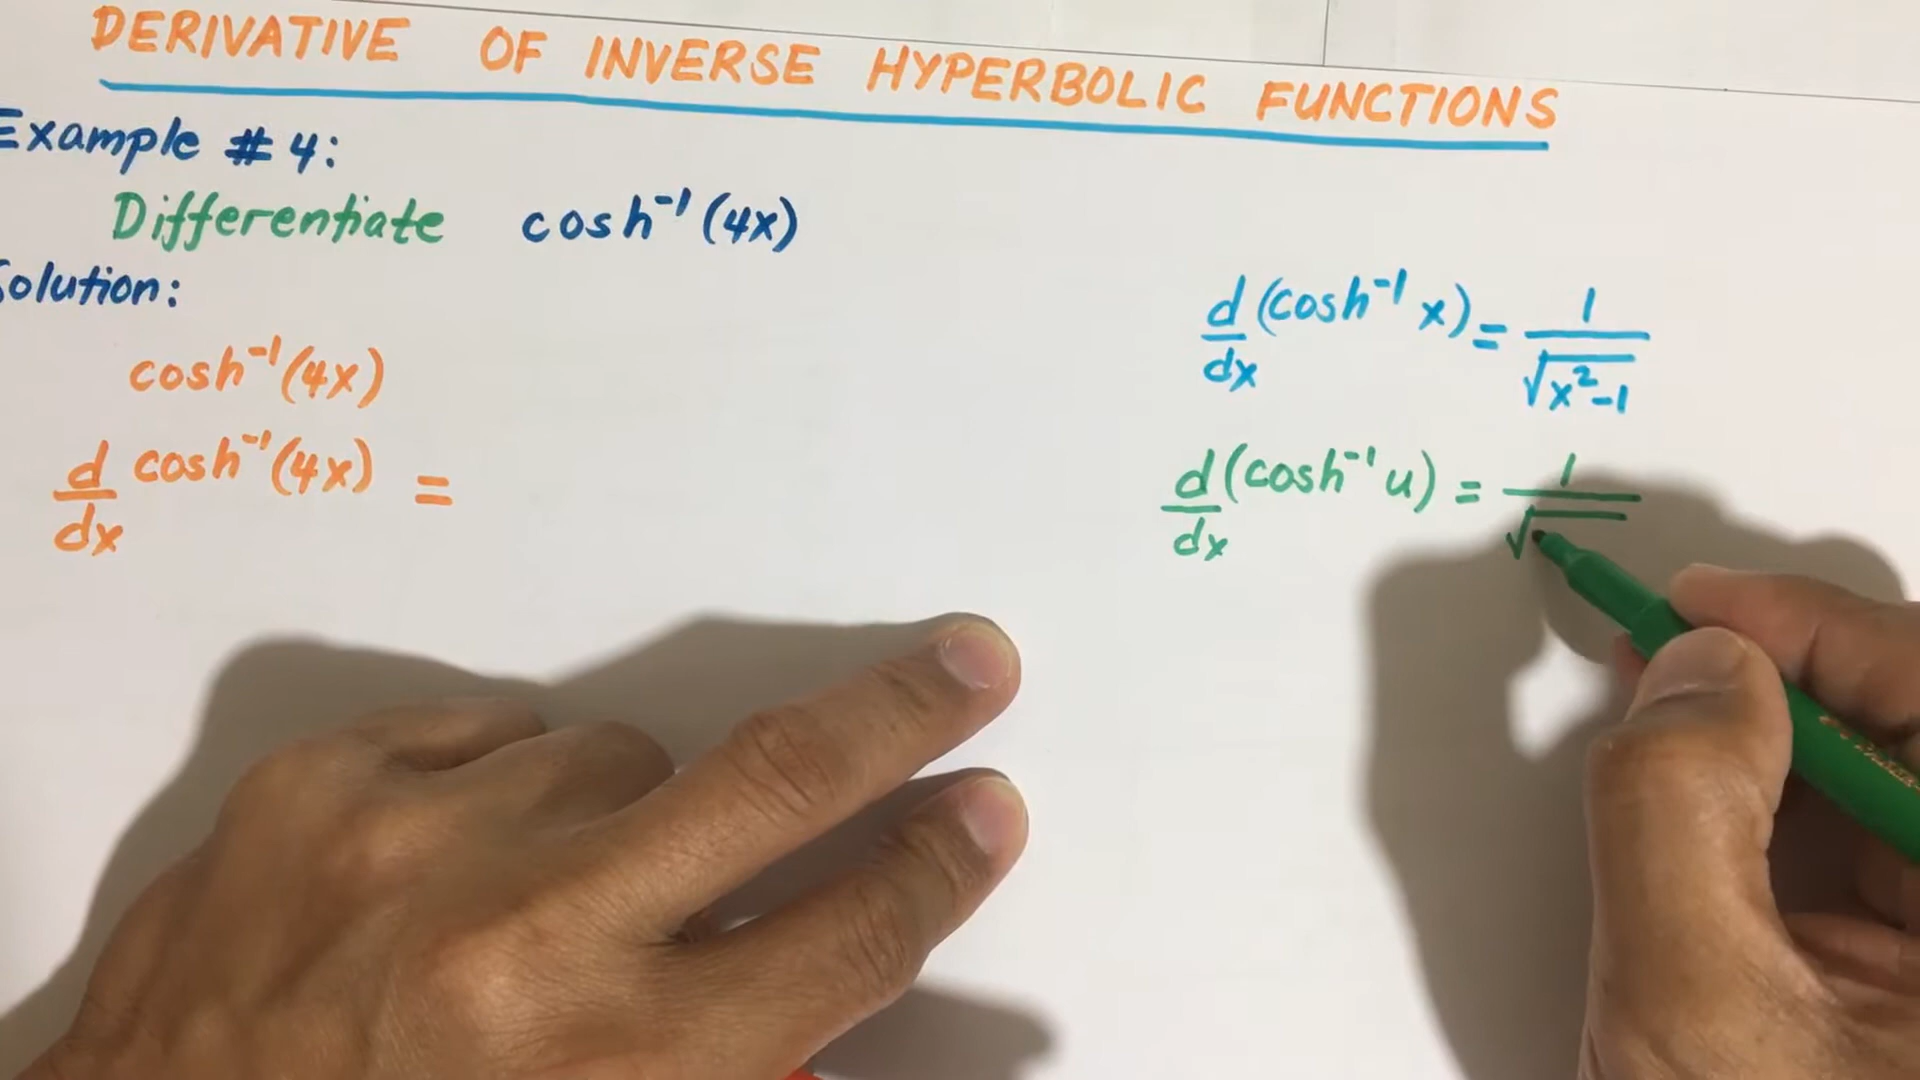 DERIVATIVE OF INVERSE HYPERBOLIC FUNCTIONS
Example # 4:
Differentiate cosh⁻¹(4x)
Solution:
cosh⁻¹(4x)
d/dx cosh⁻¹(4x) =
d/dx (cosh⁻¹ x) = 1/√(x²-1)
d/dx (cosh⁻¹ u) = 1/√